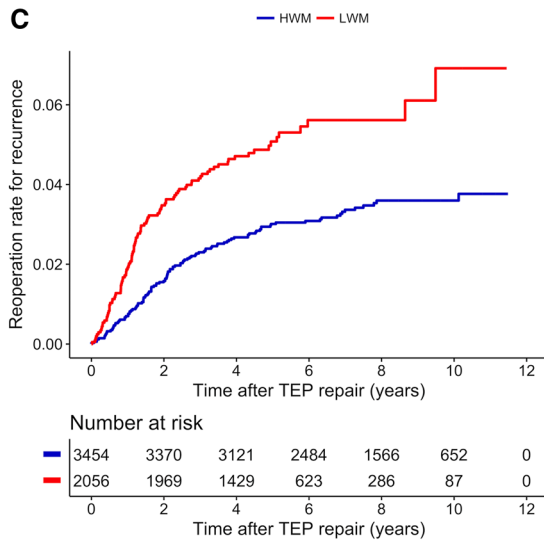 C
HWM LWM
Reoperation rate for recurrence
0.06
0.04
0.02
0.00
0 2 4 6 8 10 12
Time after TEP repair (years)
Number at risk
3454 3370 3121 2484 1566 652 0
2056 1969 1429 623 286 87 0
0 2 4 6 8 10 12
Time after TEP repair (years)